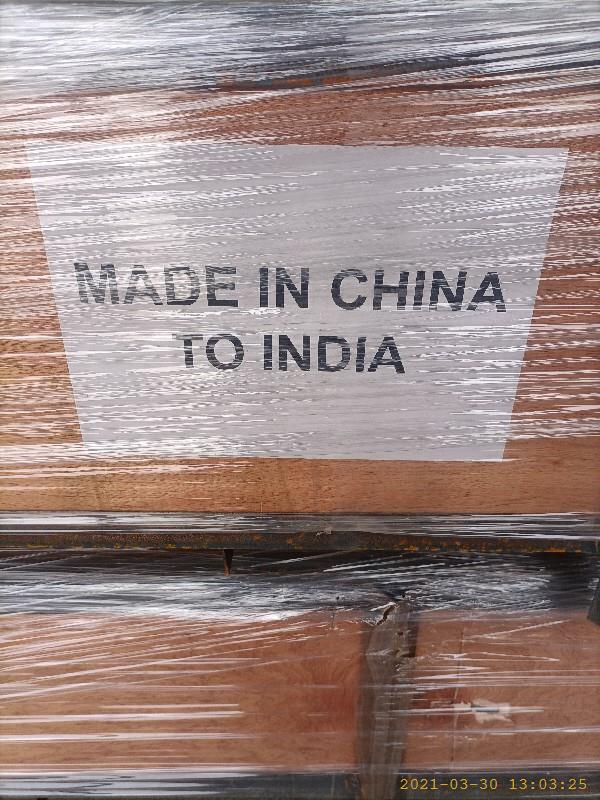 MADE IN CHINA
TO INDIA
2021-03-30 13:03:25